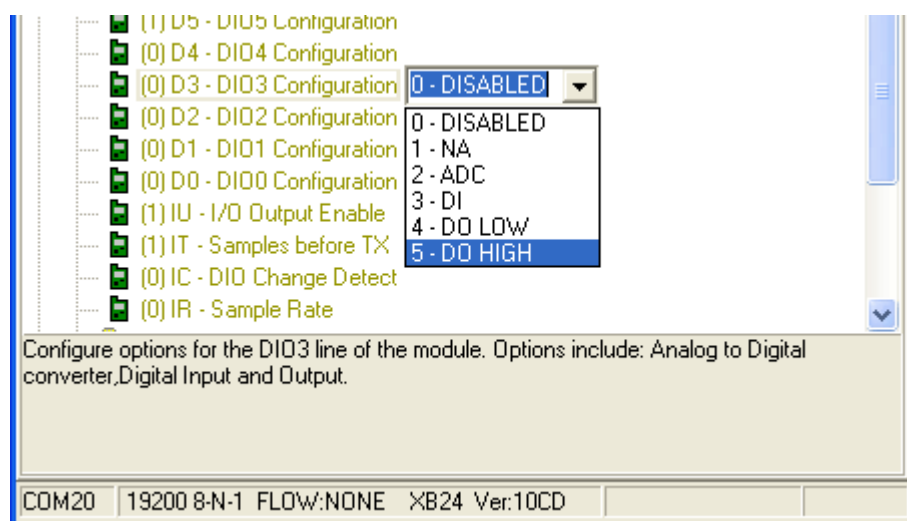 (1) D5 - DIO5 Configuration
(0) D4 - DIO4 Configuration
(0) D3 - DIO3 Configuration 0 - DISABLED
(0) D2 - DIO2 Configuration
(0) D1 - DIO1 Configuration
(0) D0 - DIO0 Configuration
(1) IU - I/O Output Enable
(1) IT - Samples before TX
(0) IC - DIO Change Detect
(0) IR - Sample Rate
0 - DISABLED
1 - NA
2 - ADC
3 - DI
4 - DO LOW
5 - DO HIGH
Configure options for the DIO3 line of the module. Options include: Analog to Digital
converter,Digital Input and Output.
COM20 19200 8-N-1 FLOW:NONE XB24 Ver:10CD